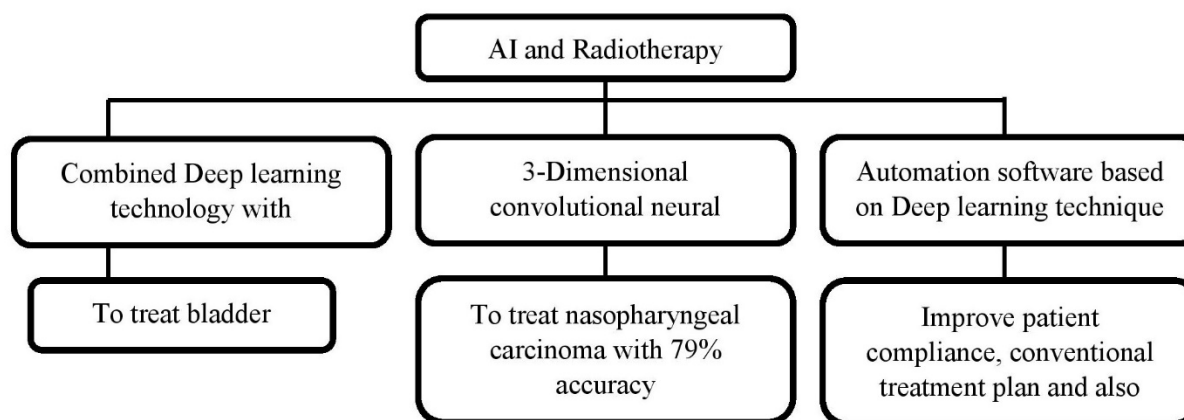 AI and Radiotherapy
Combined Deep learning
technology with
3-Dimensional
convolutional neural
Automation software based
on Deep learning technique
To treat bladder
To treat nasopharyngeal
carcinoma with 79%
accuracy
Improve patient
compliance, conventional
treatment plan and also